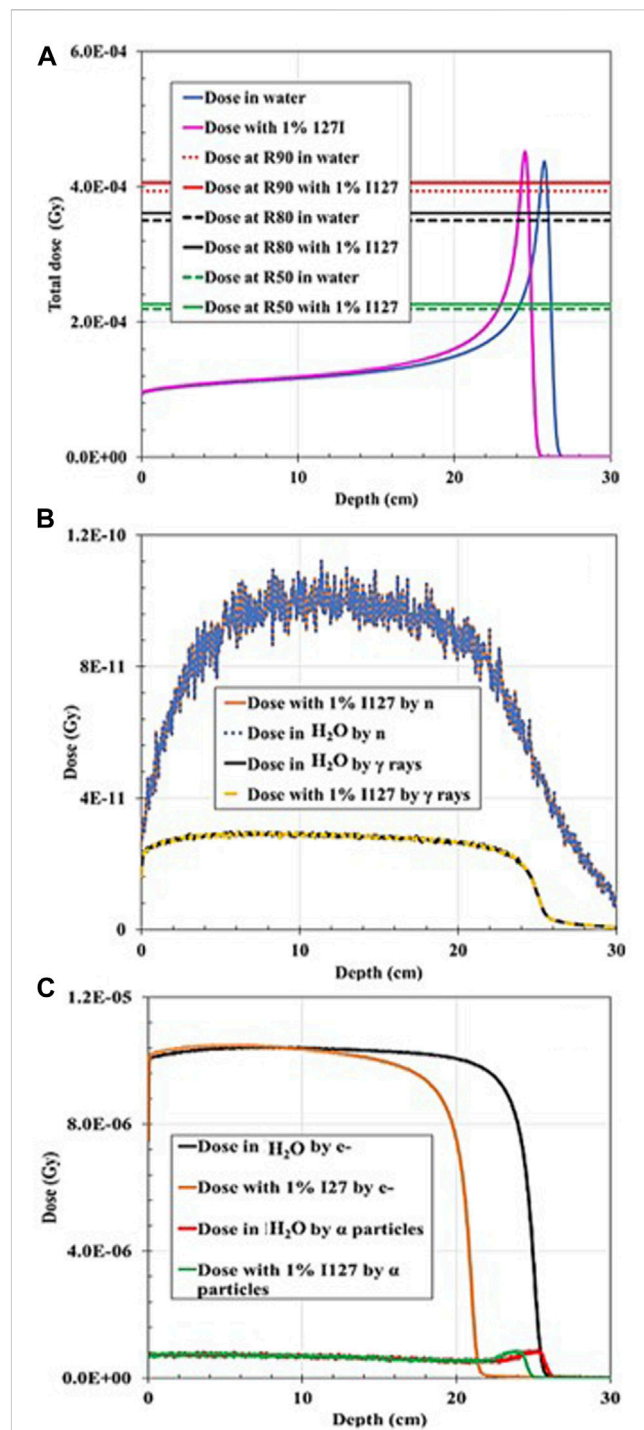 A
6.0E-04
Dose in water
Dose with 1% 127I
Dose at R90 in water
4.0E-04
Dose at R90 with 1% I127
Dose at R80 in water
Dose at R80 with 1% I127
Dose at R50 in water
2.0E-04
Dose at R50 with 1% I127
Total dose (Gy)
0.0E+00
0
10
20
30
Depth (cm)
B
1.2E-10
8E-11
Dose with 1% I127 by n
Dose in H₂O by n
Dose in H₂O by γ rays
4E-11
Dose with 1% I127 by γ rays
Dose (Gy)
0
0
10
20
30
Depth (cm)
C
1.2E-05
8.0E-06
Dose in H₂O by e-
Dose with 1% I27 by e-
4.0E-06
Dose in H₂O by α particles
Dose with 1% I127 by α
particles
Dose (Gy)
0.0E+00
0
10
20
30
Depth (cm)